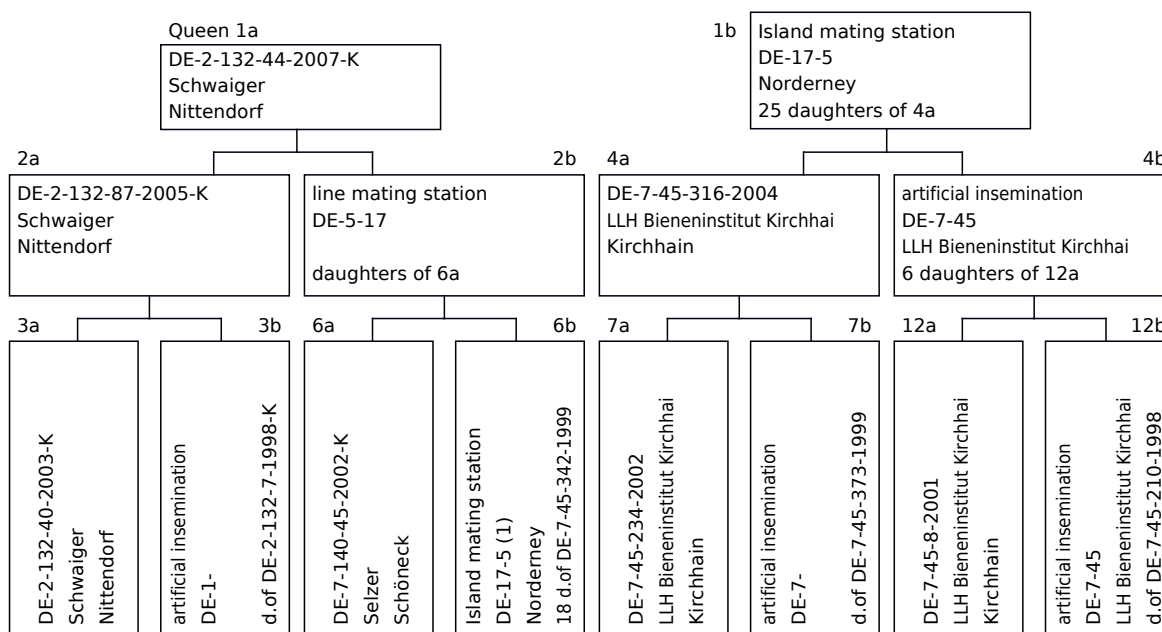 Queen 1a
DE-2-132-44-2007-K
Schwaiger
Nittendorf
1b
Island mating station
DE-17-5
Norderney
25 daughters of 4a
2a
DE-2-132-87-2005-K
Schwaiger
Nittendorf
2b
line mating station
DE-5-17
daughters of 6a
4a
DE-7-45-316-2004
LLH Bieneninstitut Kirchhai
Kirchhain
4b
artificial insemination
DE-7-45
LLH Bieneninstitut Kirchhai
6 daughters of 12a
3a
DE-2-132-40-2003-K
Schwaiger
Nittendorf
3b
artificial insemination
DE-1-
d.of DE-2-132-7-1998-K
6a
DE-7-140-45-2002-K
Selzer
Schöneck
6b
Island mating station
DE-17-5 (1)
Norderney
18 d.of DE-7-45-342-1999
7a
DE-7-45-234-2002
LLH Bieneninstitut Kirchhai
Kirchhain
7b
artificial insemination
DE-7-
d.of DE-7-45-373-1999
12a
DE-7-45-8-2001
LLH Bieneninstitut Kirchhai
Kirchhain
12b
artificial insemination
DE-7-45
LLH Bieneninstitut Kirchhai
d.of DE-7-45-210-1998